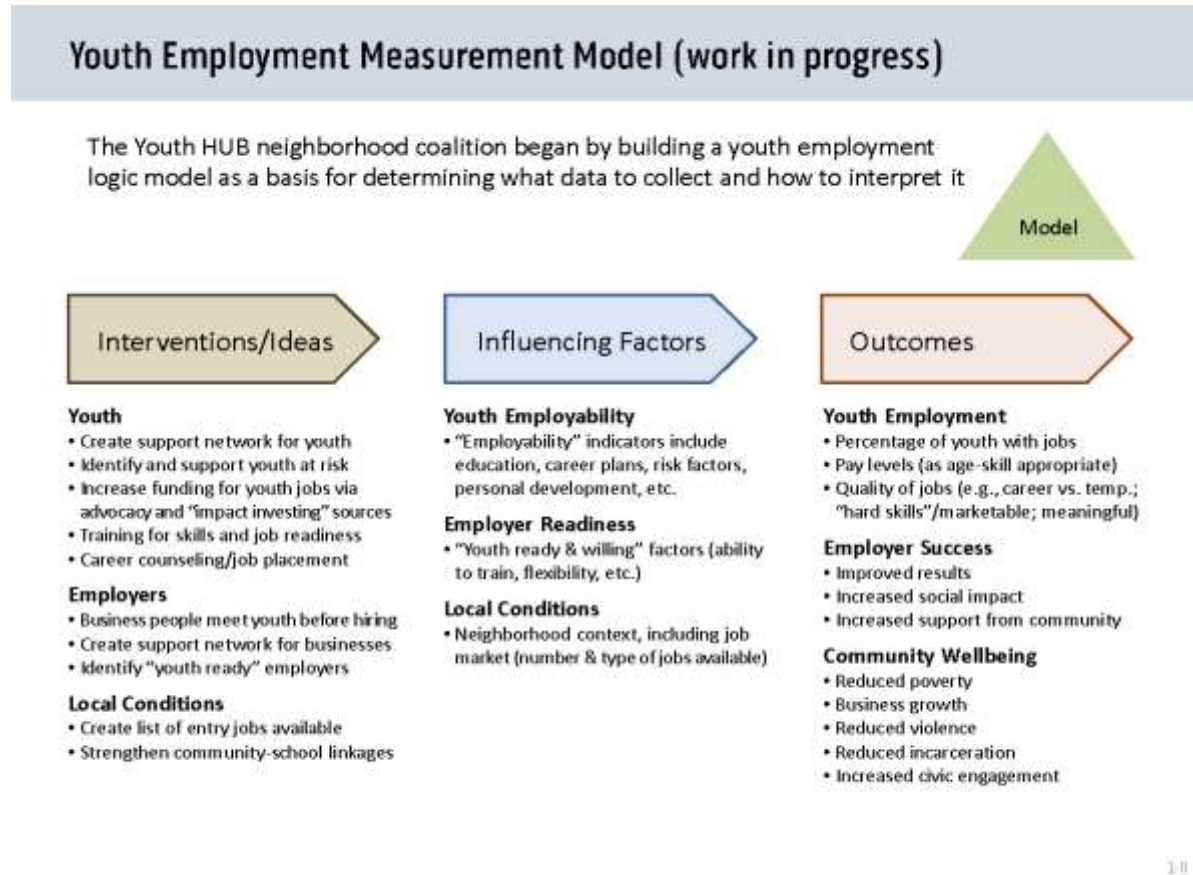 Youth Employment Measurement Model (work in progress)
The Youth HUB neighborhood coalition began by building a youth employment
logic model as a basis for determining what data to collect and how to interpret it
Model
Interventions/Ideas
Influencing Factors
Outcomes
Youth
• Create support network for youth
• Identify and support youth at risk
• Increase funding for youth jobs via
advocacy and “impact investing” sources
• Training for skills and job readiness
• Career counseling/job placement
Employers
• Business people meet youth before hiring
• Create support network for businesses
• Identify “youth ready” employers
Local Conditions
• Create list of entry jobs available
• Strengthen community-school linkages
Youth Employability
• “Employability” indicators include
education, career plans, risk factors,
personal development, etc.
Employer Readiness
• “Youth ready & willing” factors (ability
to train, flexibility, etc.)
Local Conditions
• Neighborhood context, including job
market (number & type of jobs available)
Youth Employment
• Percentage of youth with jobs
• Pay levels (as age-skill appropriate)
• Quality of jobs (e.g., career vs. temp.;
“hard skills”/marketable; meaningful)
Employer Success
• Improved results
• Increased social impact
• Increased support from community
Community Wellbeing
• Reduced poverty
• Business growth
• Reduced violence
• Reduced incarceration
• Increased civic engagement